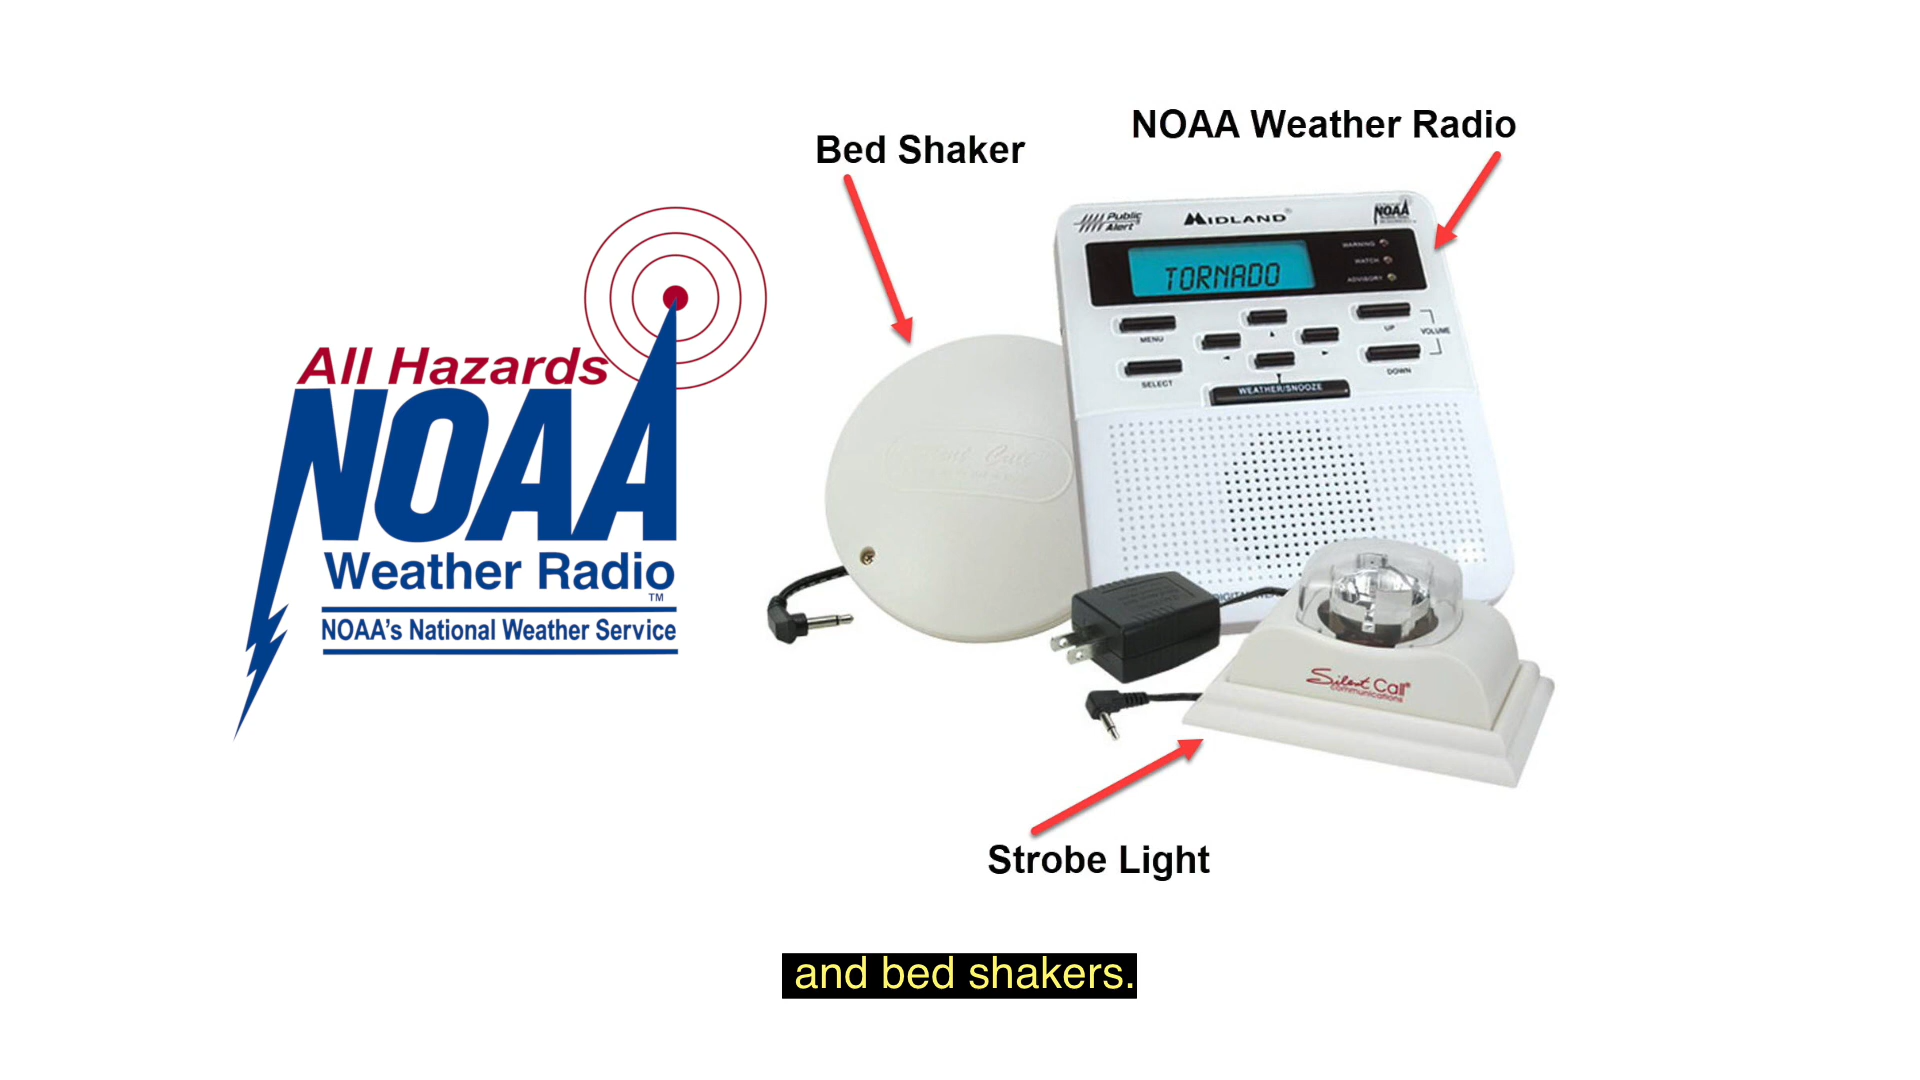 NOAA Weather Radio
Bed Shaker
Public Alert
MIDLAND
NOAA
WARNING
WATCH
ADVISORY
TORNADO
MENU
SELECT
UP
VOLUME
DOWN
WEATHER/SNOOZE
All Hazards
NOAA
Weather Radio
TM
NOAA's National Weather Service
Silent Call®
communications
Strobe Light
and bed shakers.